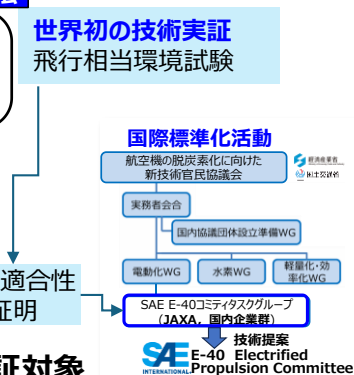 世界初の技術実証
飛行相当環境試験
国際標準化活動
航空機の脱炭素化に向けた
新技術官民協議会
経済産業省
国土交通省
実務者会合
国内協議団体設立準備WG
電動化WG
水素WG
軽量化・効
率化WG
適合性
証明
SAE E-40コミティタスクグループ
(JAXA, 国内企業群)
技術提案
SAE
INTERNATIONAL
E-40 Electrified
Propulsion Committee
証対象